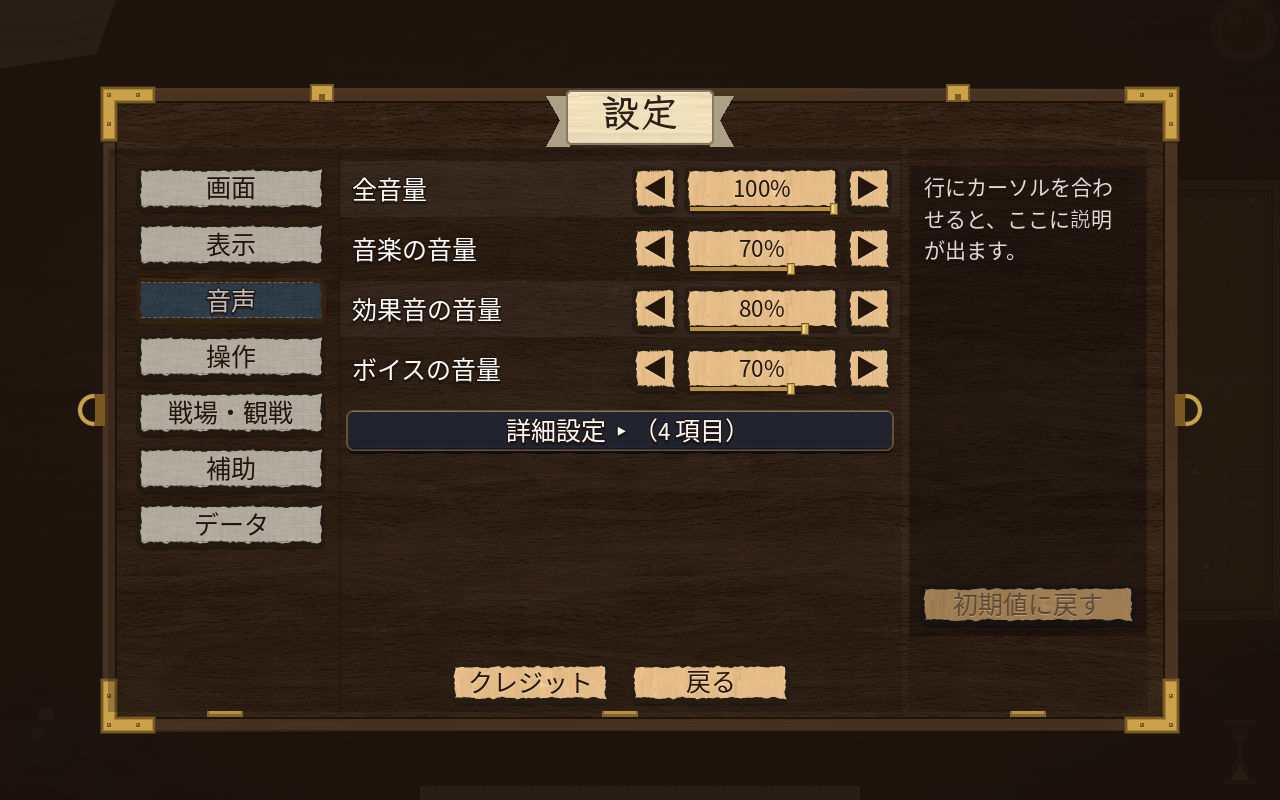 設定
画面
表示
音声
操作
戦場・観戦
補助
データ
全音量
◀ 100% ▶
音楽の音量
◀ 70% ▶
効果音の音量
◀ 80% ▶
ボイスの音量
◀ 70% ▶
詳細設定 ▸ （4 項目）
行にカーソルを合わ
せると、ここに説明
が出ます。
初期値に戻す
クレジット
戻る